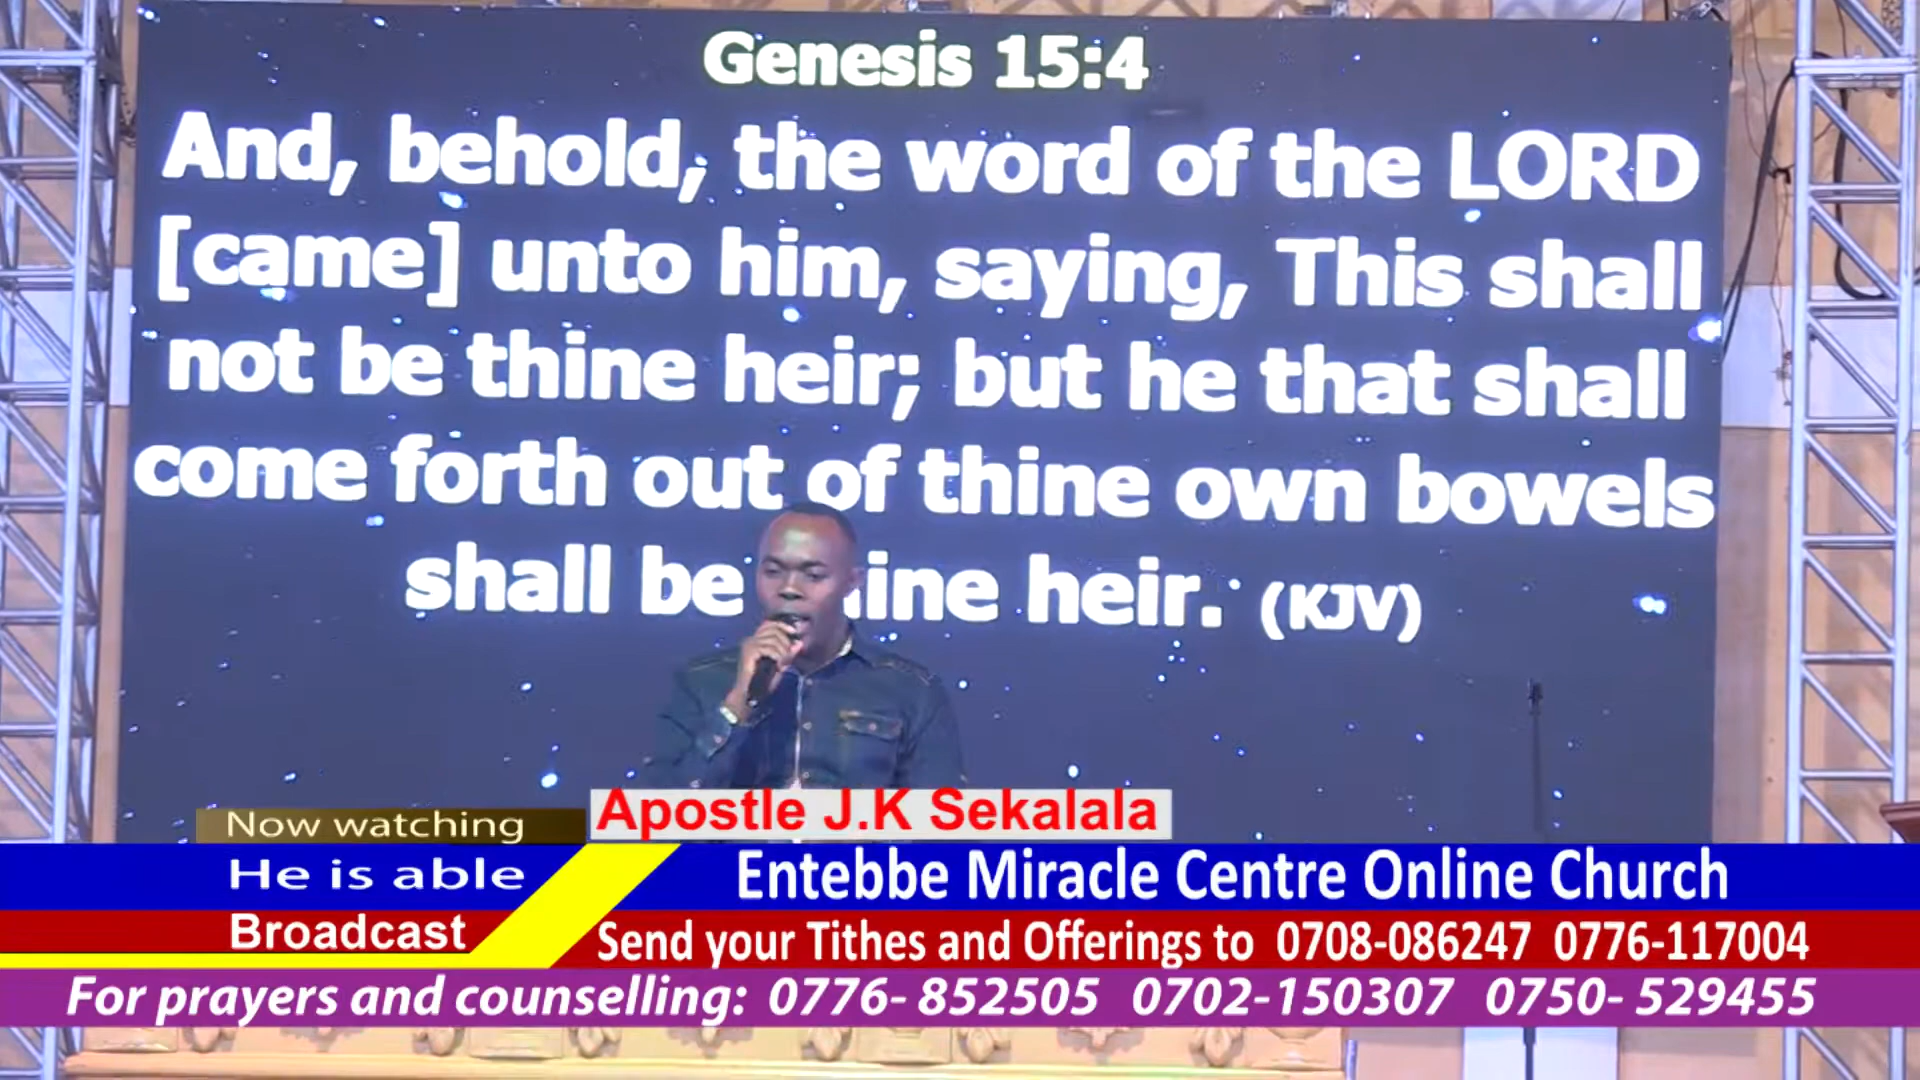 Genesis 15:4
And, behold, the word of the LORD
[came] unto him, saying, This shall
not be thine heir; but he that shall
come forth out of thine own bowels
shall be ine heir. (KJV)
Apostle J.K Sekalala
Now watching
He is able
Entebbe Miracle Centre Online Church
Broadcast
Send your Tithes and Offerings to 0708-086247 0776-117004
For prayers and counselling: 0776- 852505 0702-150307 0750- 529455